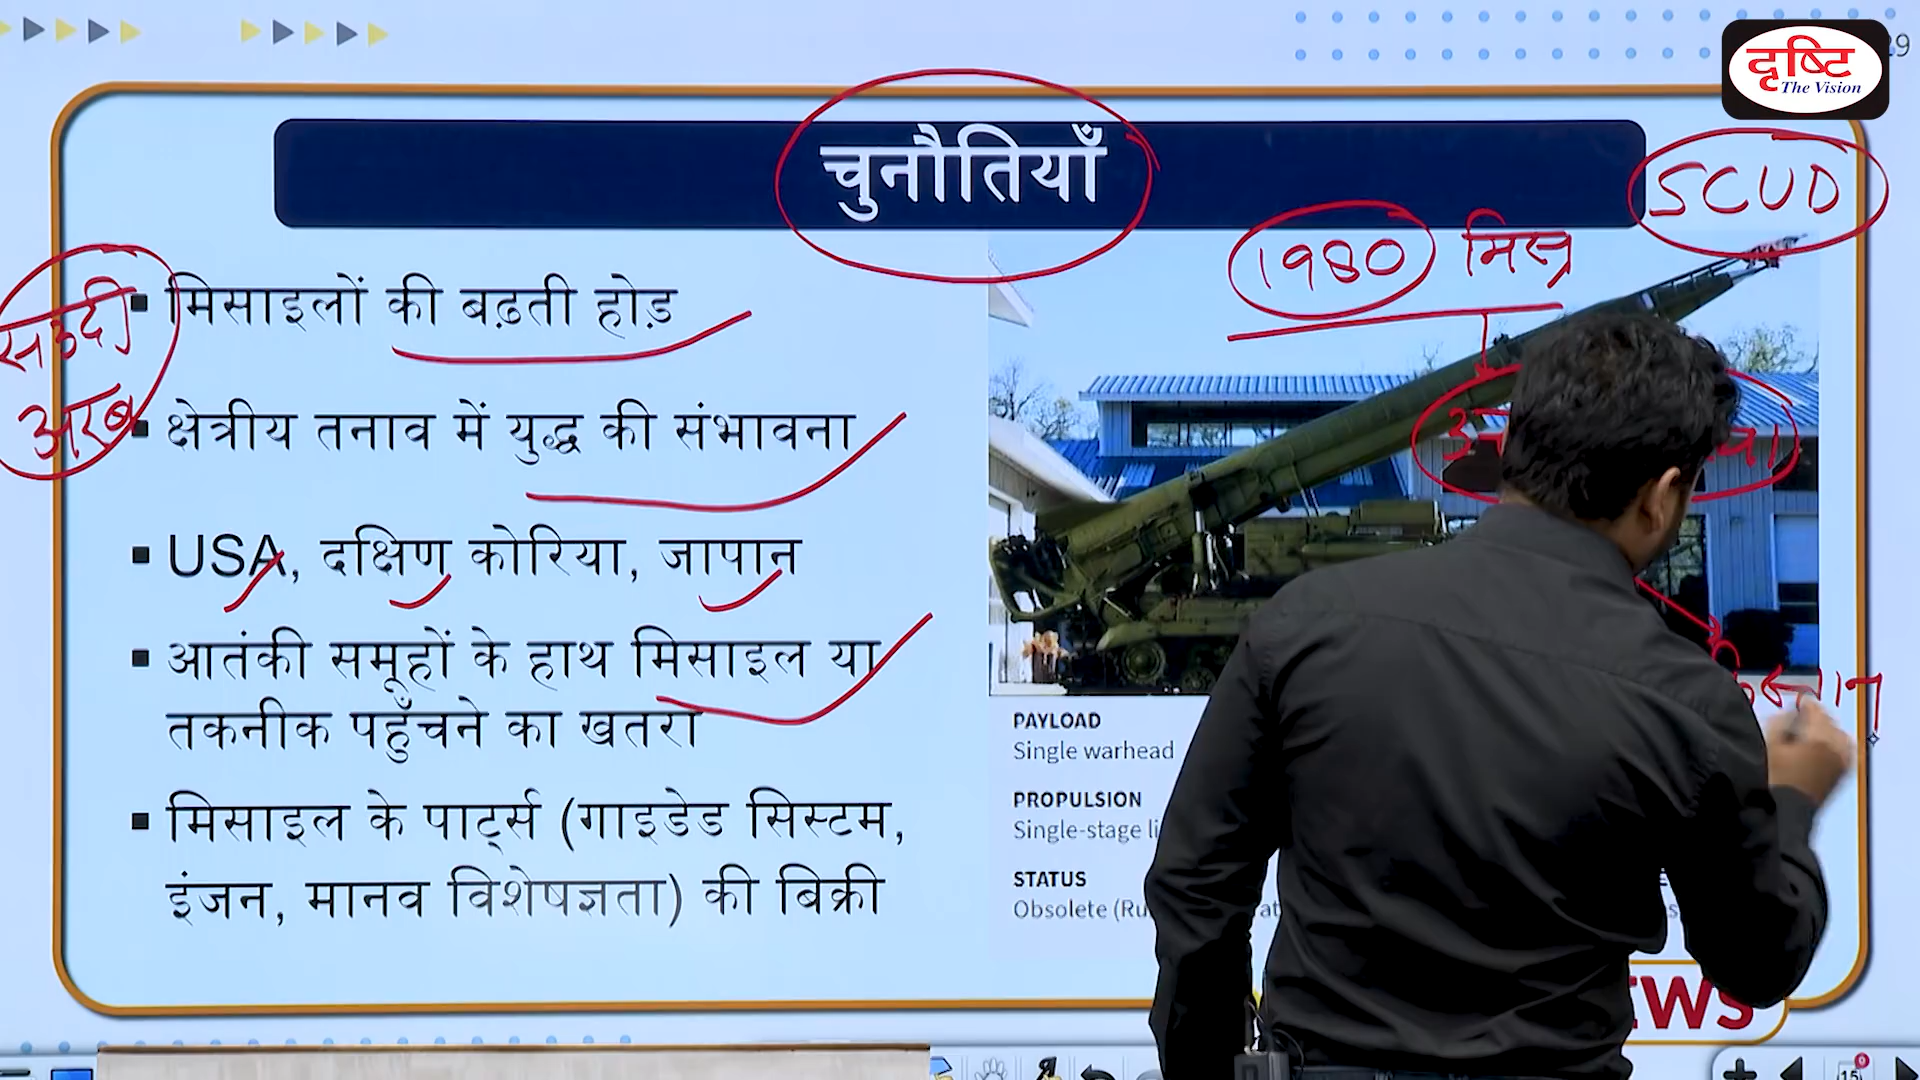 दृष्टि
The Vision
चुनौतियाँ
SCUD
1980 मिस्र
सऊदी
अरब
मिसाइलों की बढ़ती होड़
क्षेत्रीय तनाव में युद्ध की संभावना
USA, दक्षिण कोरिया, जापान
आतंकी समूहों के हाथ मिसाइल या
तकनीक पहुँचने का खतरा
मिसाइल के पार्ट्स (गाइडेड सिस्टम,
इंजन, मानव विशेषज्ञता) की बिक्री
PAYLOAD
Single warhead
PROPULSION
Single-stage
STATUS
Obsolete
15